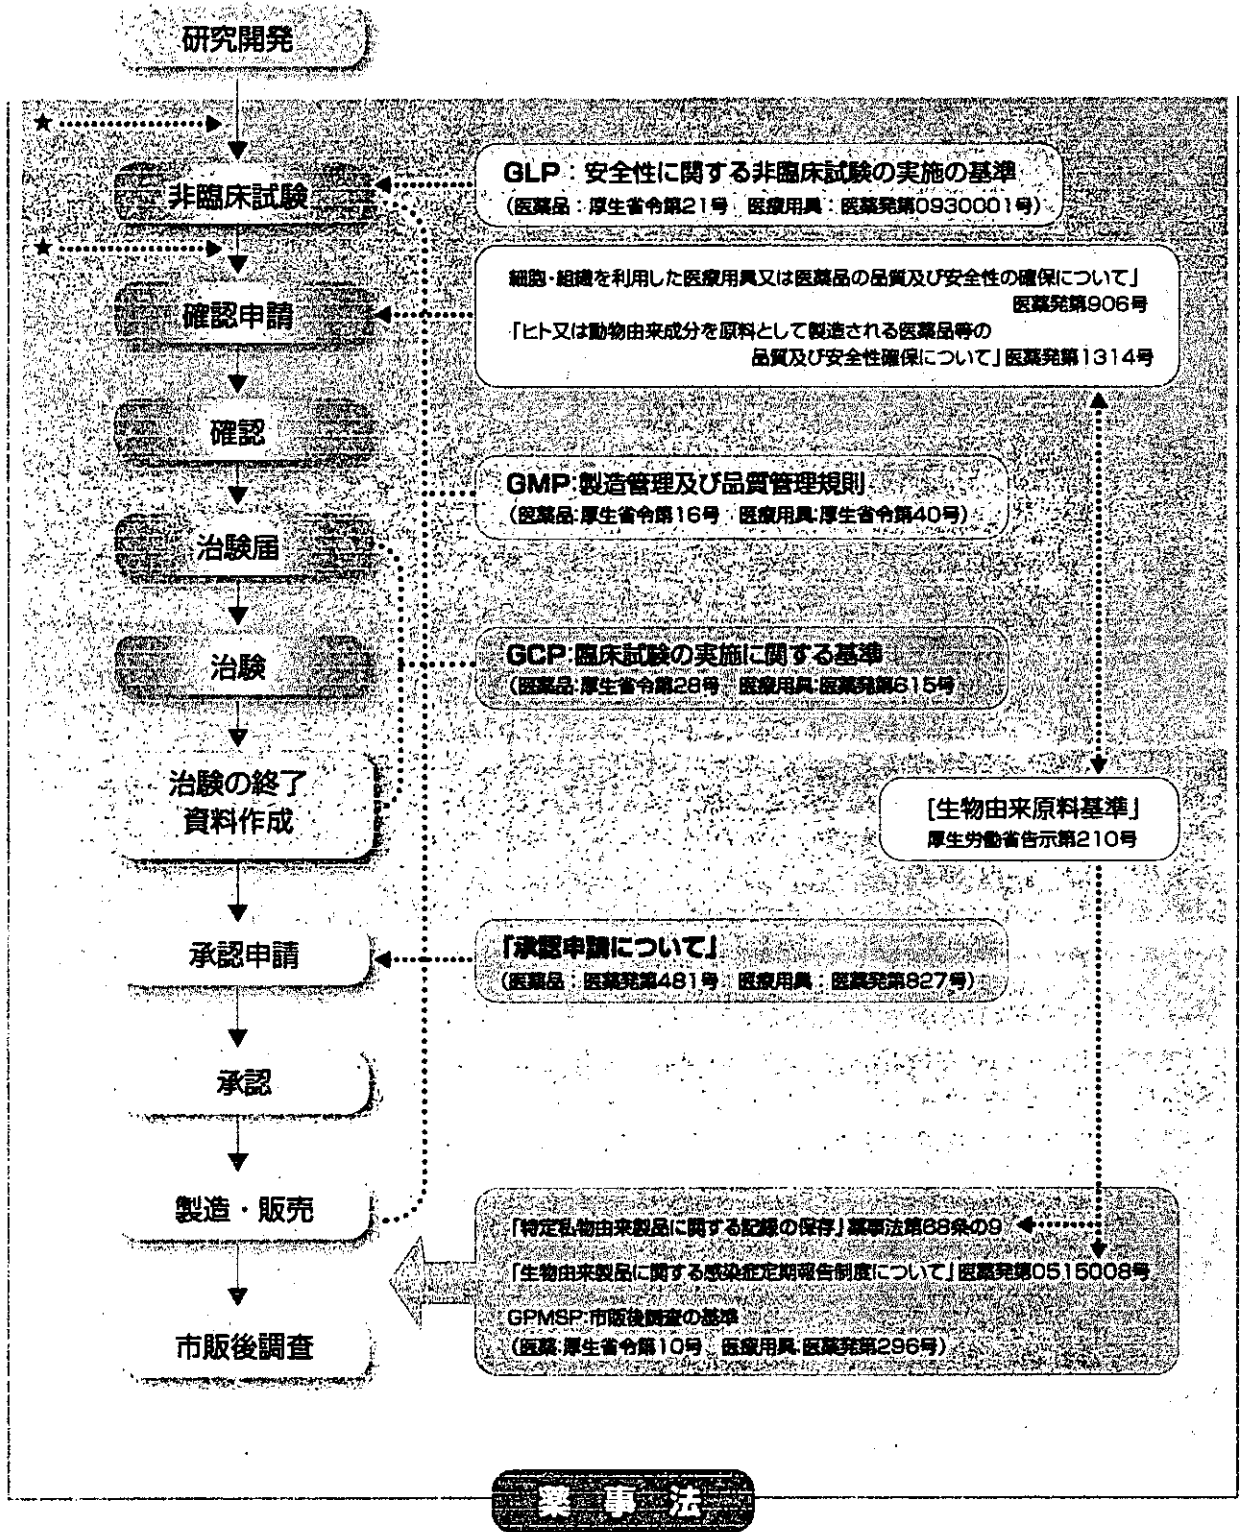 研究開発
★
非臨床試験
GLP：安全性に関する非臨床試験の実施の基準
（医薬品：厚生省令第21号　医療用具：医薬発第0930001号）
★
細胞・組織を利用した医療用具又は医薬品の品質及び安全性の確保について」
医薬発第906号
確認申請
「ヒト又は動物由来成分を原料として製造される医薬品等の
品質及び安全性確保について」医薬発第1314号
確認
GMP:製造管理及び品質管理規則
（医薬品:厚生省令第16号　医療用具:厚生省令第40号）
治験届
治験
GCP:臨床試験の実施に関する基準
（医薬品:厚生省令第28号　医療用具:医薬発第615号
治験の終了
資料作成
[生物由来原料基準」
厚生労働省告示第210号
承認申請
「承認申請について」
（医薬品：医薬発第481号　医療用具：医薬発第827号）
承認
製造・販売
「特定私物由来製品に関する記録の保存」薬事法第68条の9
「生物由来製品に関する感染症定期報告制度について」医薬発第0515008号
GPMSP:市販後調査の基準
（医薬:厚生省令第10号　医療用具:医薬発第296号）
市販後調査
薬事法